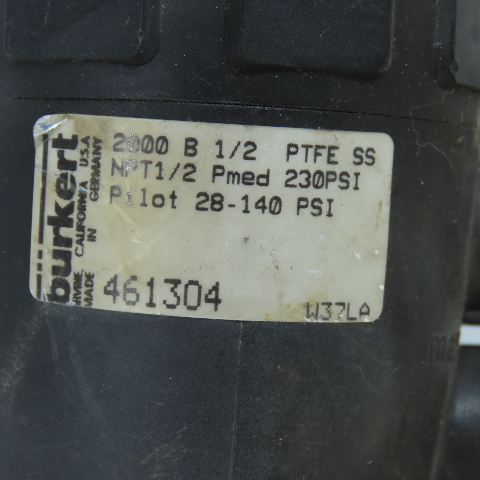 2000 B 1/2 PTFE SS
NPT1/2 Pmed 230PSI
Pilot 28-140 PSI
461304
W37LA
burkert
IRVINE CALIFORNIA U.S.A
MADE IN GERMANY